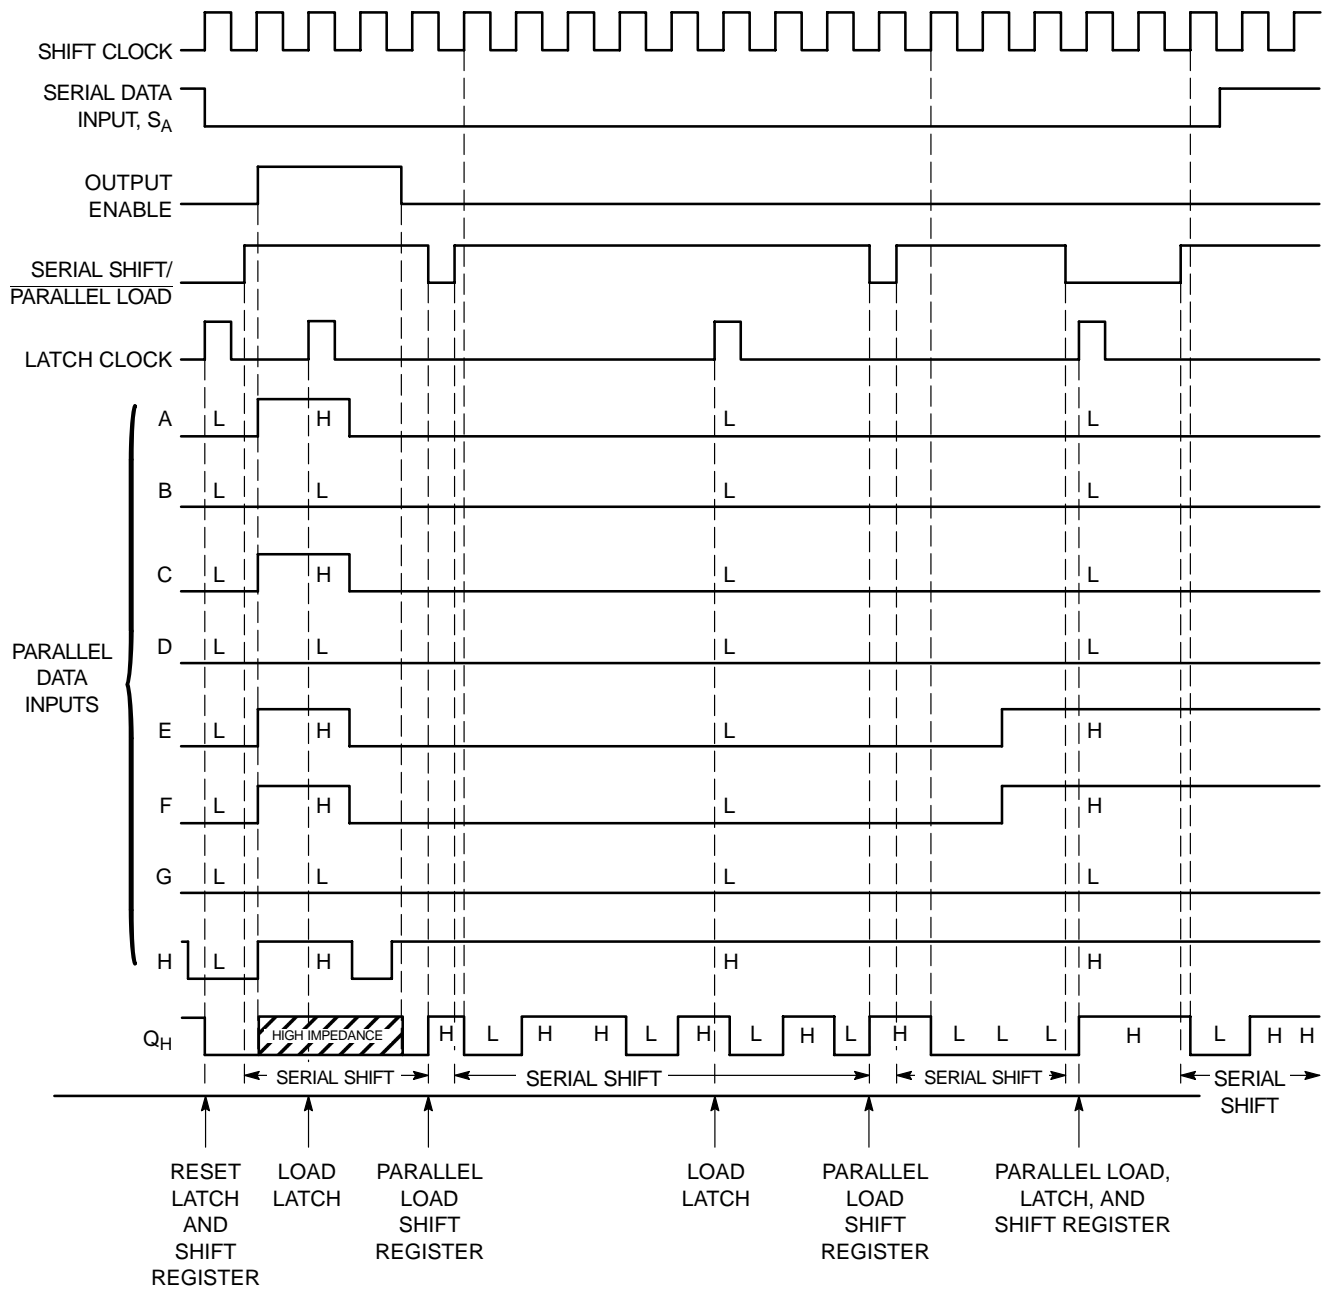 SHIFT CLOCK
SERIAL DATA
INPUT, SA
OUTPUT
ENABLE
SERIAL SHIFT/
PARALLEL LOAD
LATCH CLOCK
A L H L L
B L L L L
C L H L L
D L L L L
PARALLEL
DATA
INPUTS
E L H L H
F L H L H
G L L L L
H L H H H
QH HIGH IMPEDANCE H L H H L H L H L H L L L H L H H
SERIAL SHIFT SERIAL SHIFT SERIAL SHIFT SERIAL
SHIFT
RESET
LATCH
AND
SHIFT
REGISTER
LOAD
LATCH
PARALLEL
LOAD
SHIFT
REGISTER
LOAD
LATCH
PARALLEL
LOAD
SHIFT
REGISTER
PARALLEL LOAD,
LATCH, AND
SHIFT REGISTER